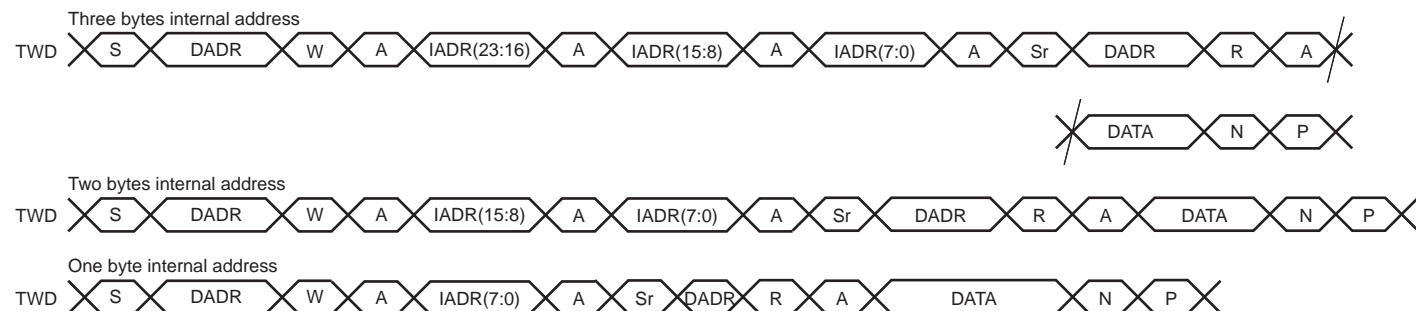 Three bytes internal address
TWD S DADR W A IADR(23:16) A IADR(15:8) A IADR(7:0) A Sr DADR R A
DATA N P
Two bytes internal address
TWD S DADR W A IADR(15:8) A IADR(7:0) A Sr DADR R A DATA N P
One byte internal address
TWD S DADR W A IADR(7:0) A Sr DADR R A DATA N P